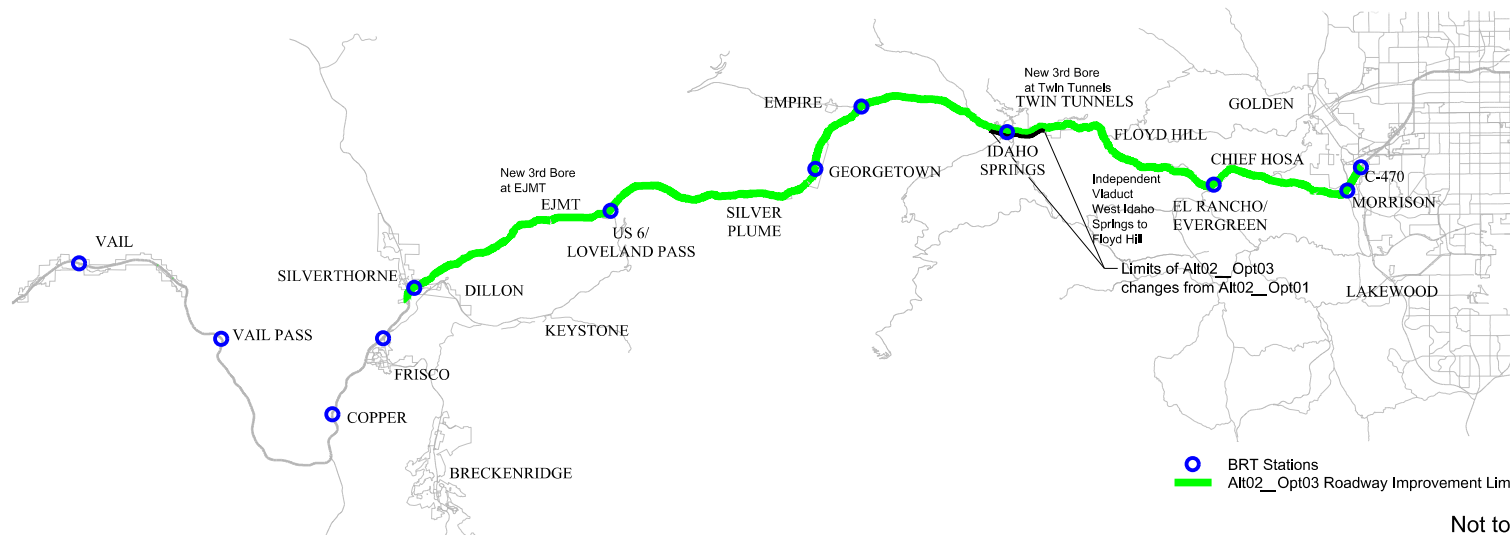 New 3rd Bore
at Twin Tunnels
TWIN TUNNELS
EMPIRE
GOLDEN
FLOYD HILL
IDAHO
SPRINGS
CHIEF HOSA
GEORGETOWN
C-470
New 3rd Bore
at EJMT
EJMT
Independent
Viaduct
West Idaho
Springs to
Floyd Hill
MORRISON
EL RANCHO/
EVERGREEN
SILVER
PLUME
US 6/
LOVELAND PASS
VAIL
SILVERTHORNE
DILLON
Limits of Alt02__Opt03
changes from Alt02__Opt01
LAKEWOOD
KEYSTONE
VAIL PASS
FRISCO
COPPER
BRECKENRIDGE
BRT Stations
Alt02__Opt03 Roadway Improvement Lim
Not to